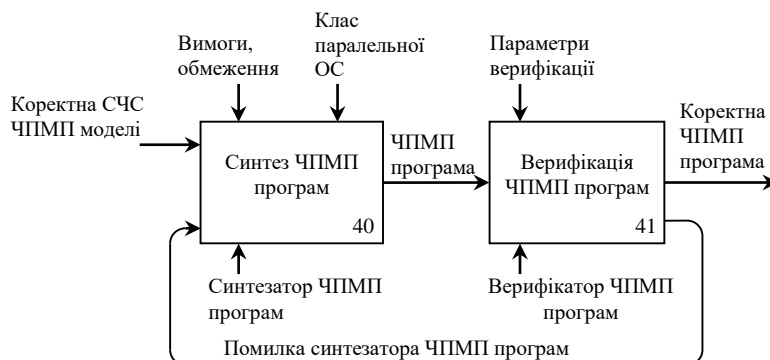 Клас
паралельної
ОС
Вимоги,
обмеження
Параметри
верифікації
Коректна СЧС
ЧПМП моделі
Коректна
ЧПМП
програма
ЧПМП
програма
Синтез ЧПМП
програм
40
Верифікація
ЧПМП програм
41
Синтезатор ЧПМП
програм
Верифікатор ЧПМП
програм
Помилка синтезатора ЧПМП програм